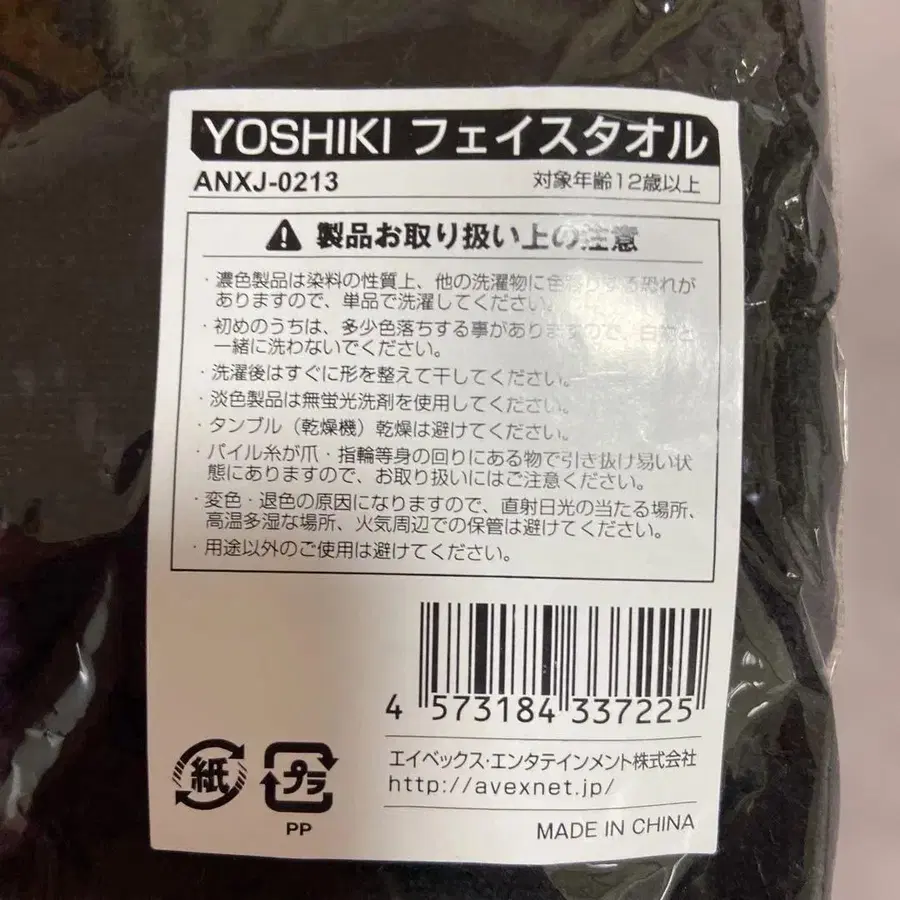 YOSHIKI フェイスタオル
ANXJ-0213
対象年齢12歳以上
製品お取り扱い上の注意
・濃色製品は染料の性質上、他の洗濯物に色落ちする恐れが
ありますので、単品で洗濯してください。
・初めのうちは、多少色落ちする事がありますので、白物と
一緒に洗わないでください。
・洗濯後はすぐに形を整えて干してください。
・淡色製品は無蛍光洗剤を使用してください。
・タンブル（乾燥機）乾燥は避けてください。
・パイル糸が爪・指輪等身の回りにある物で引き抜け易い状
態にありますので、お取り扱いにはご注意ください。
・変色・退色の原因になりますので、直射日光の当たる場所、
高温多湿な場所、火気周辺での保管は避けてください。
・用途以外のご使用は避けてください。
4 573184 337225
紙
プラ
PP
エイベックス・エンタテインメント株式会社
http://avexnet.jp/
MADE IN CHINA